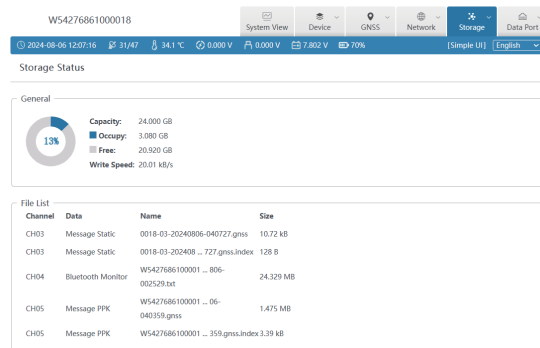 W54276861000018
System View
Device
GNSS
Network
Storage
Data Port
2024-08-06 12:07:16 31/47 34.1 ℃ 0.000 V 0.000 V 7.802 V 70% [Simple UI] English
Storage Status
General
13%
Capacity: 24.000 GB
Occupy: 3.080 GB
Free: 20.920 GB
Write Speed: 20.01 kB/s
File List
Channel Data Name Size
CH03 Message Static 0018-03-20240806-040727.gnss 10.72 kB
CH03 Message Static 0018-03-202408 ... 727.gnss.index 128 B
CH04 Bluetooth Monitor W5427686100001 ... 806-
002529.txt 24.329 MB
CH05 Message PPK W5427686100001 ... 06-
040359.gnss 1.475 MB
CH05 Message PPK W5427686100001 ... 359.gnss.index 3.39 kB